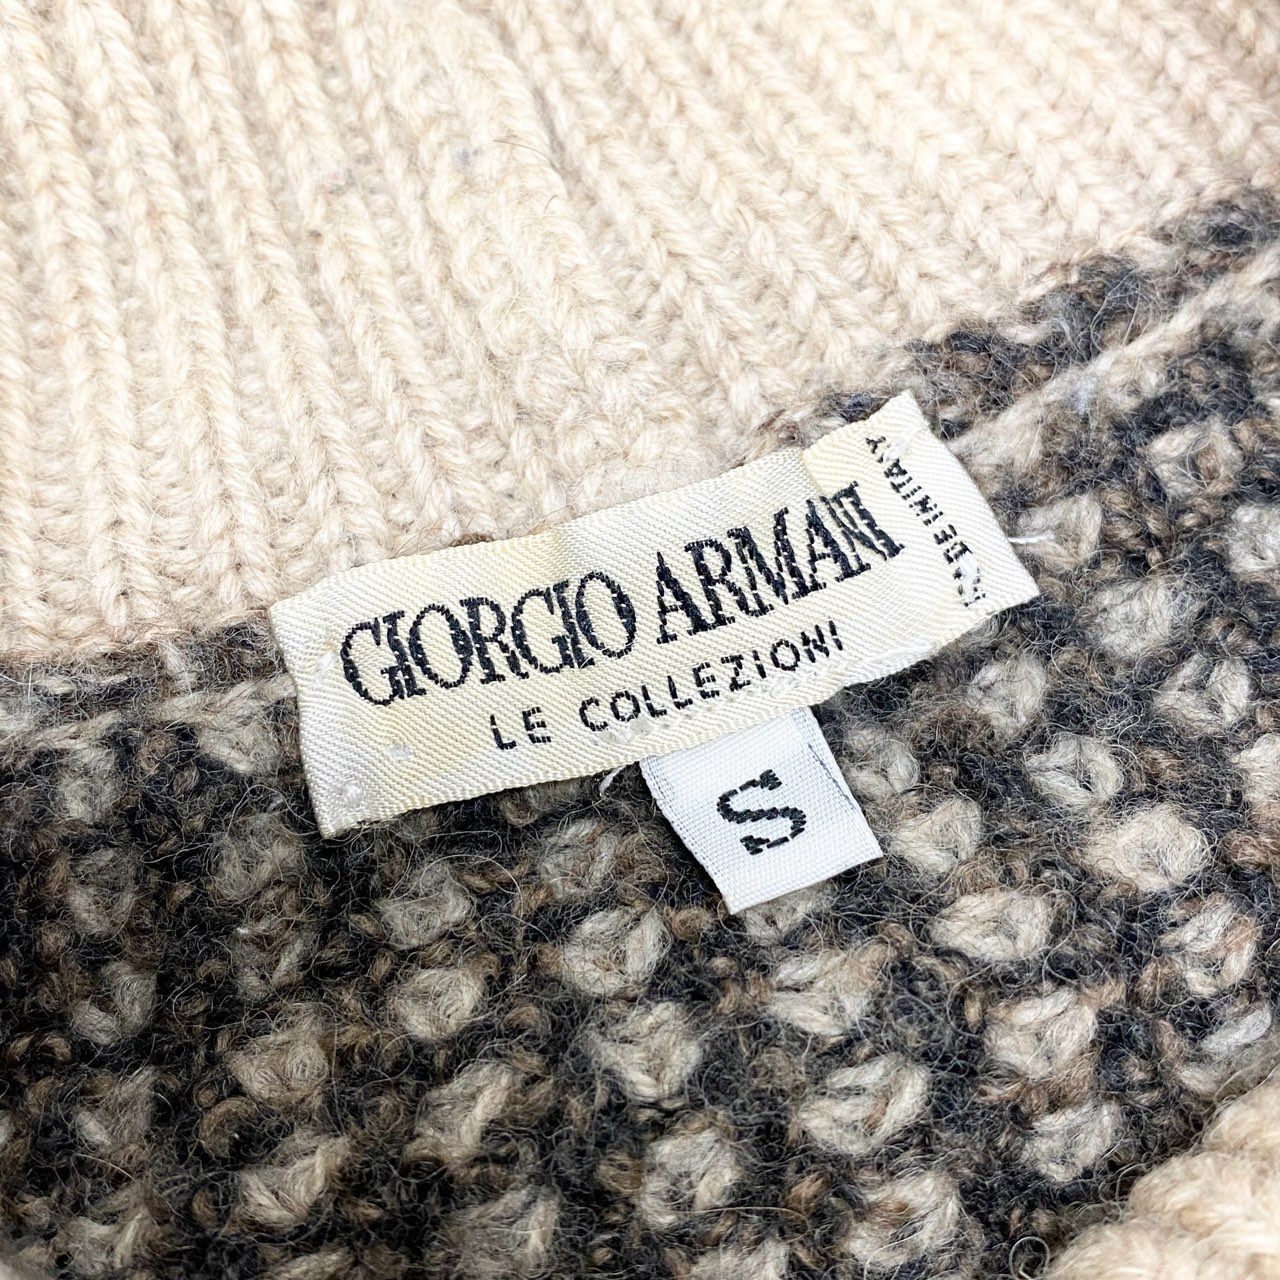 GIORGIO ARMANI
LE COLLEZIONI
MADE IN ITALY
S